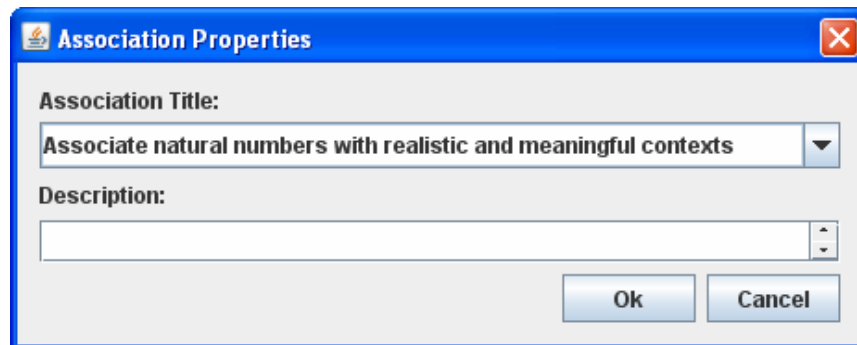 Association Properties
Association Title:
Associate natural numbers with realistic and meaningful contexts
Description:
Ok Cancel